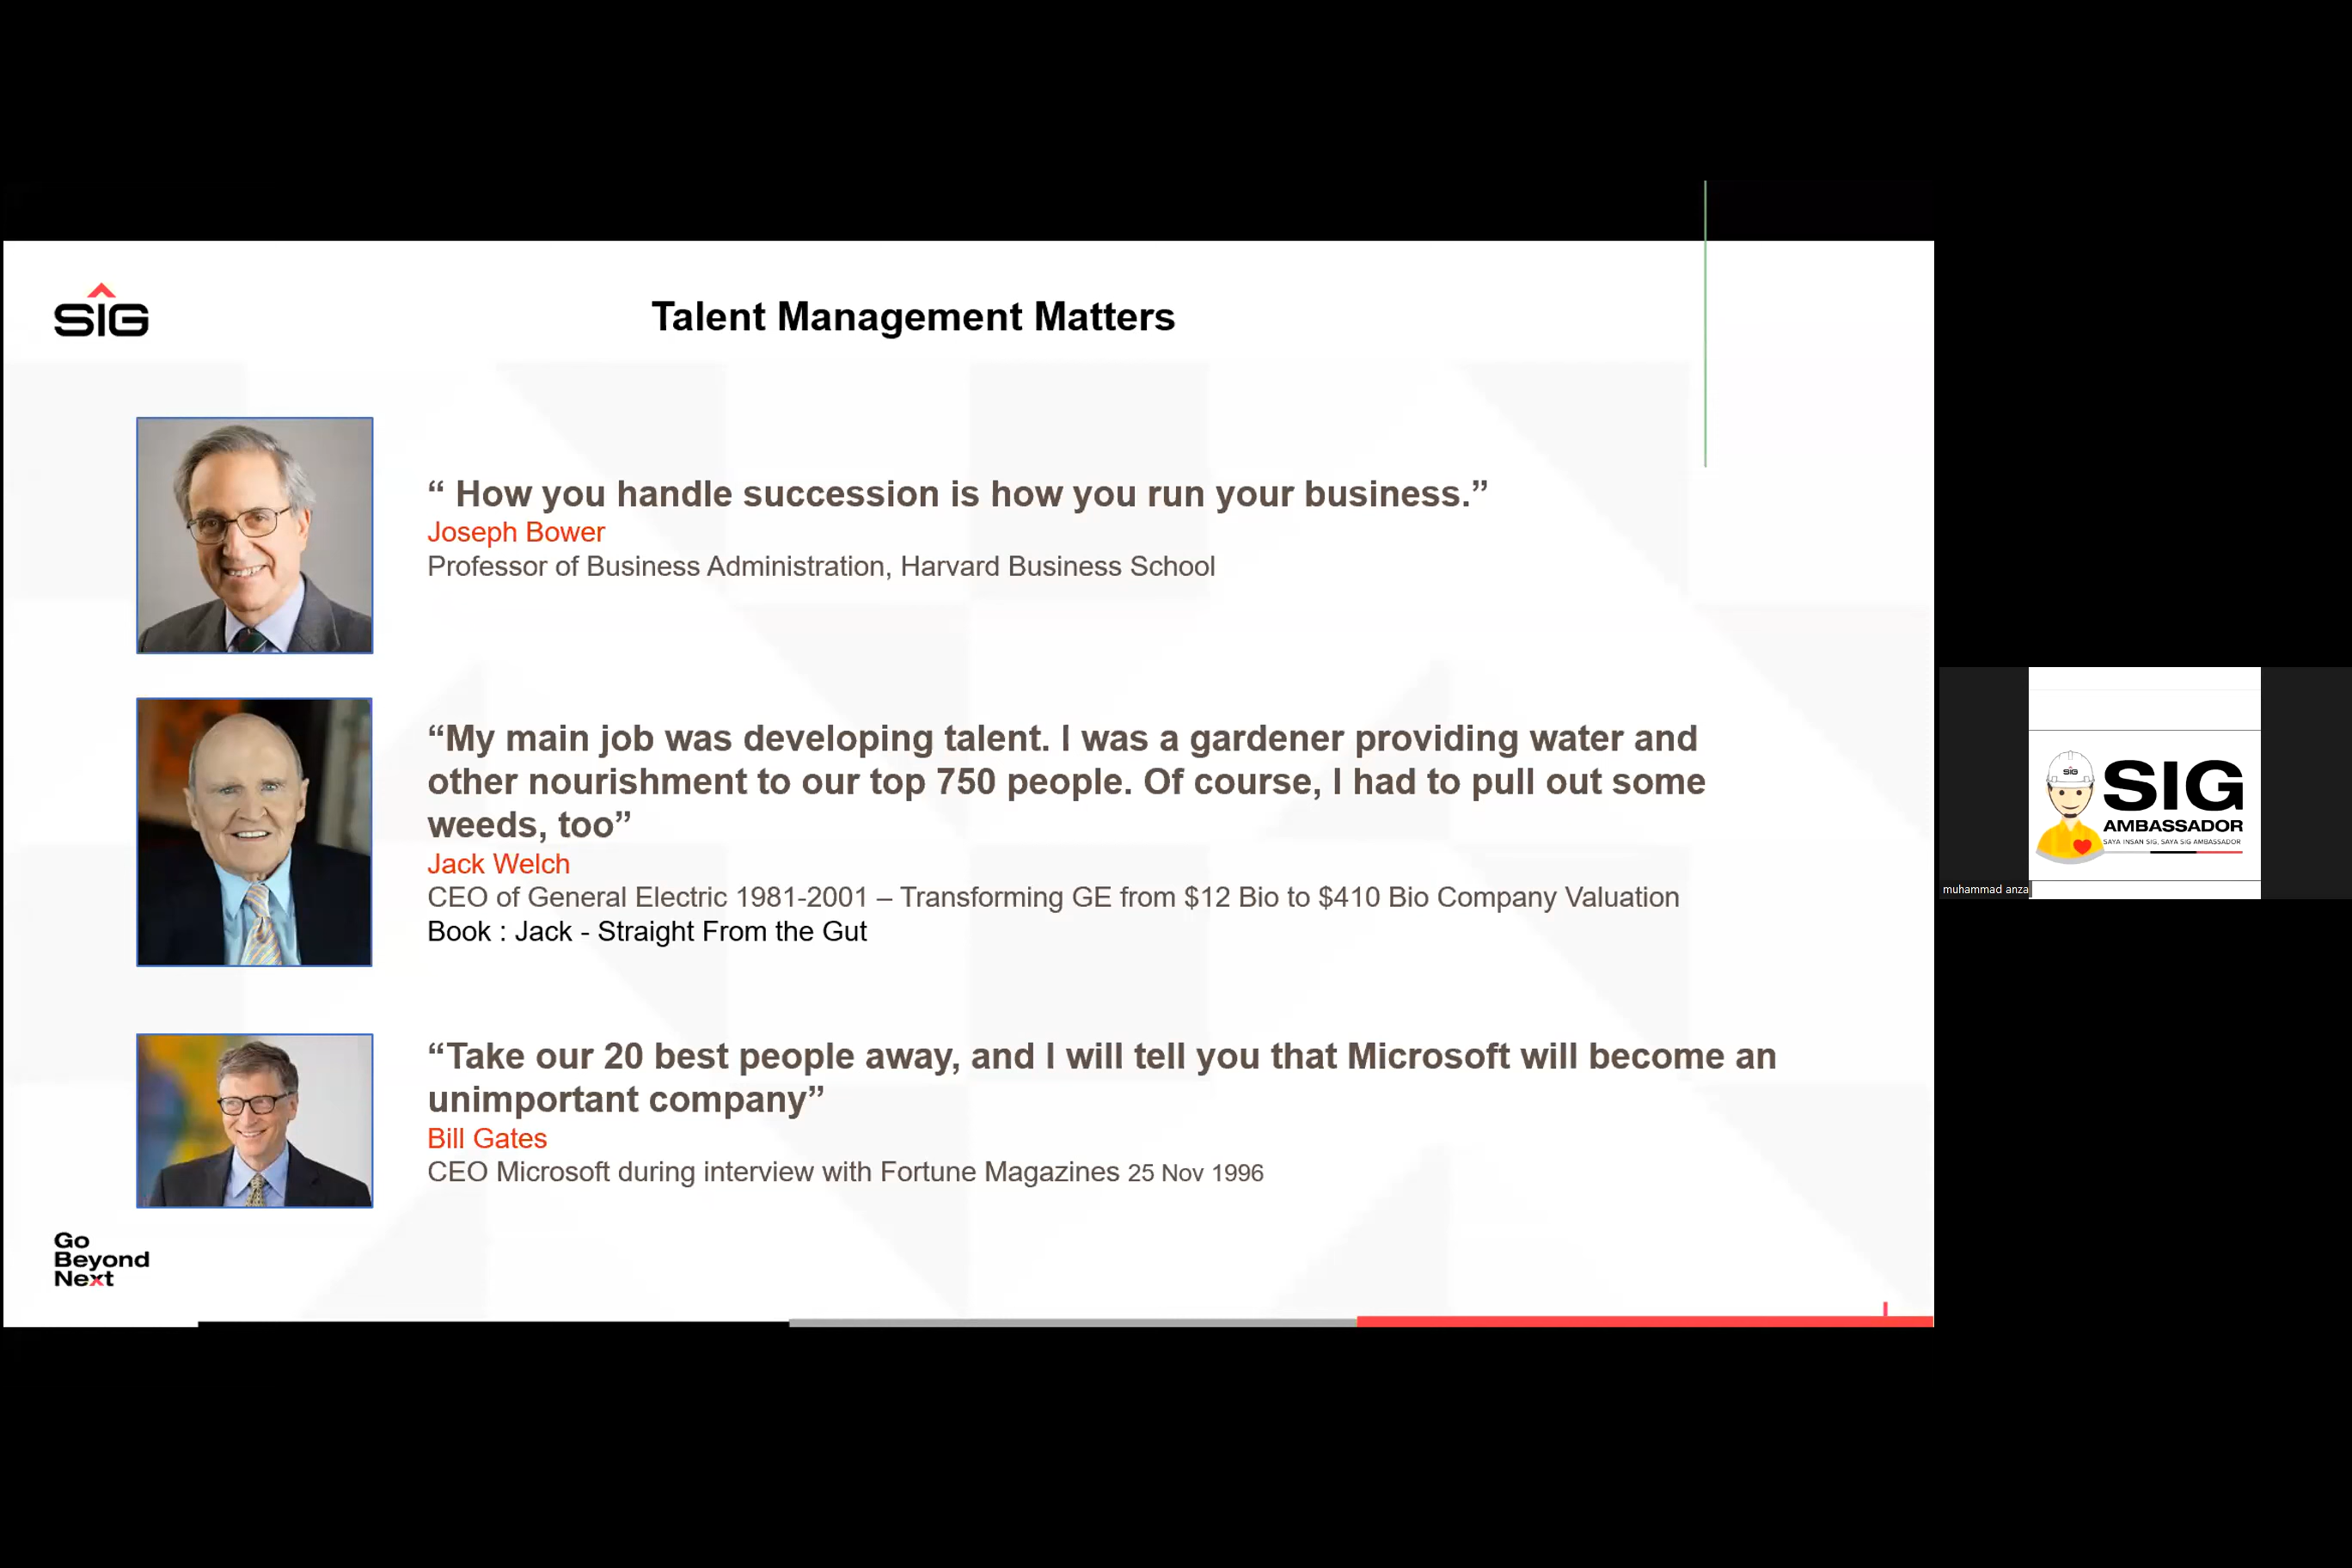 SIG
Talent Management Matters
“ How you handle succession is how you run your business.”
Joseph Bower
Professor of Business Administration, Harvard Business School
“My main job was developing talent. I was a gardener providing water and
other nourishment to our top 750 people. Of course, I had to pull out some
weeds, too”
Jack Welch
CEO of General Electric 1981-2001 – Transforming GE from $12 Bio to $410 Bio Company Valuation
Book : Jack - Straight From the Gut
“Take our 20 best people away, and I will tell you that Microsoft will become an
unimportant company”
Bill Gates
CEO Microsoft during interview with Fortune Magazines 25 Nov 1996
Go
Beyond
Next
SIG
SIG
AMBASSADOR
SAYA INSAN SIG, SAYA SIG AMBASSADOR
muhammad anza